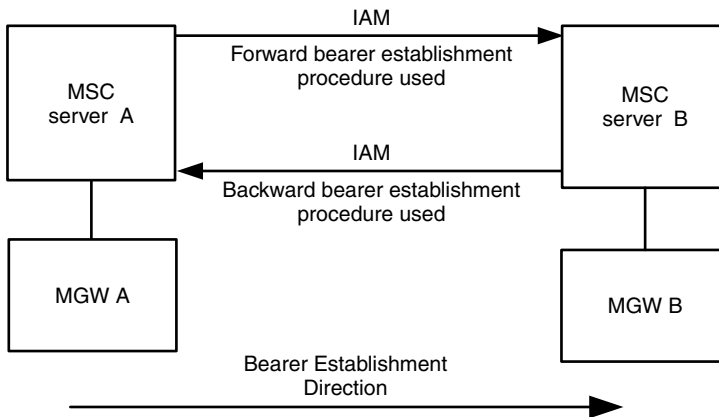 IAM
Forward bearer establishment
procedure used
MSC
server A
MSC
server B
IAM
Backward bearer establishment
procedure used
MGW A
MGW B
Bearer Establishment
Direction